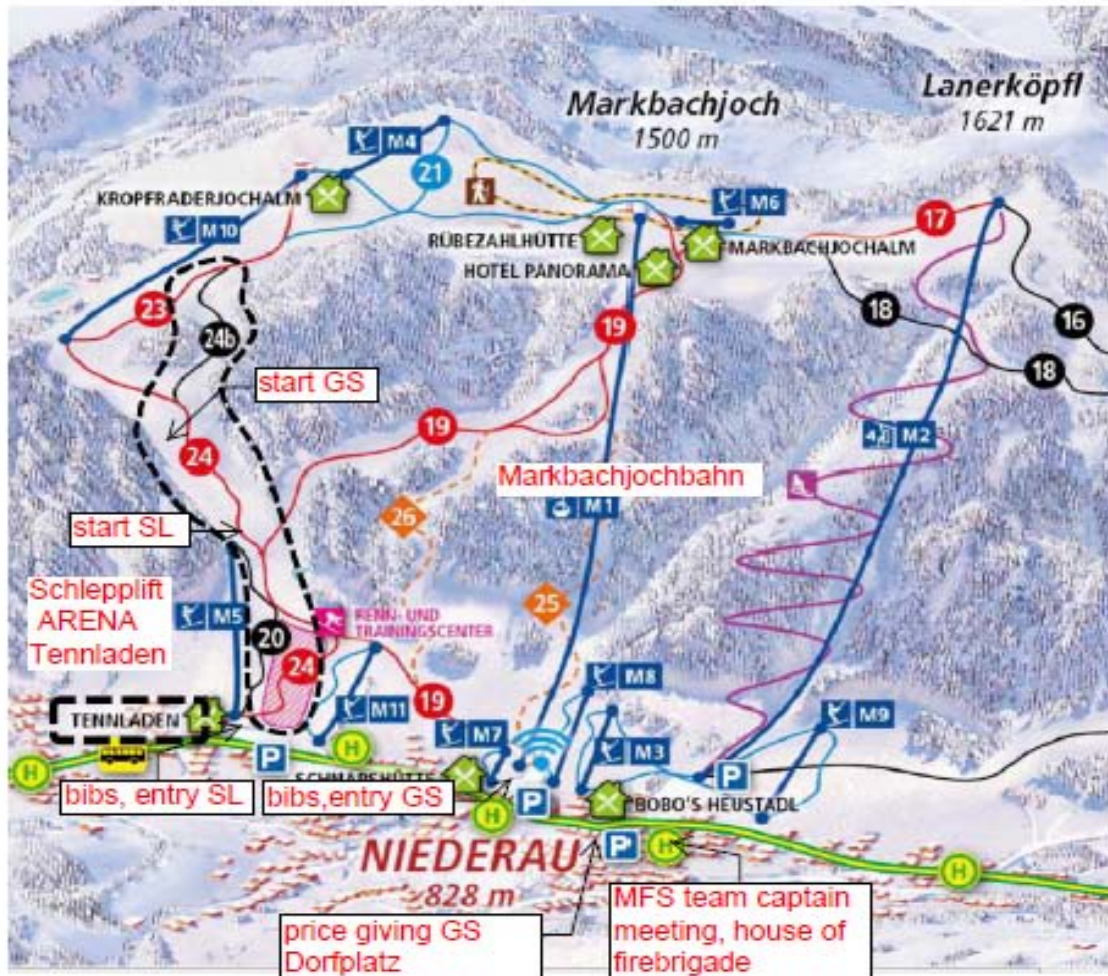 Markbachjoch
1500 m
Lanerköpfl
1621 m
M4
21
KROPFRADERJOCHALM
M10
M6
RÜBEZAHLHÜTTE
MARKBACHJOCHALM
17
HOTEL PANORAMA
23
24b
19
18
16
18
start GS
19
4 M2
24
Markbachjochbahn
26
M1
start SL
Schlepplift
ARENA
Tennladen
M5
25
20
RENN- UND
TRAININGSCENTER
24
19
M8
M11
M7
M3
M9
TENNLADEN
P
H
H
SCHNAPSHÜTTE
P
P
bibs, entry SL
bibs,entry GS
BOBO'S HEUSTADL
H
NIEDERAU
828 m
P
H
H
price giving GS
Dorfplatz
MFS team captain
meeting, house of
firebrigade